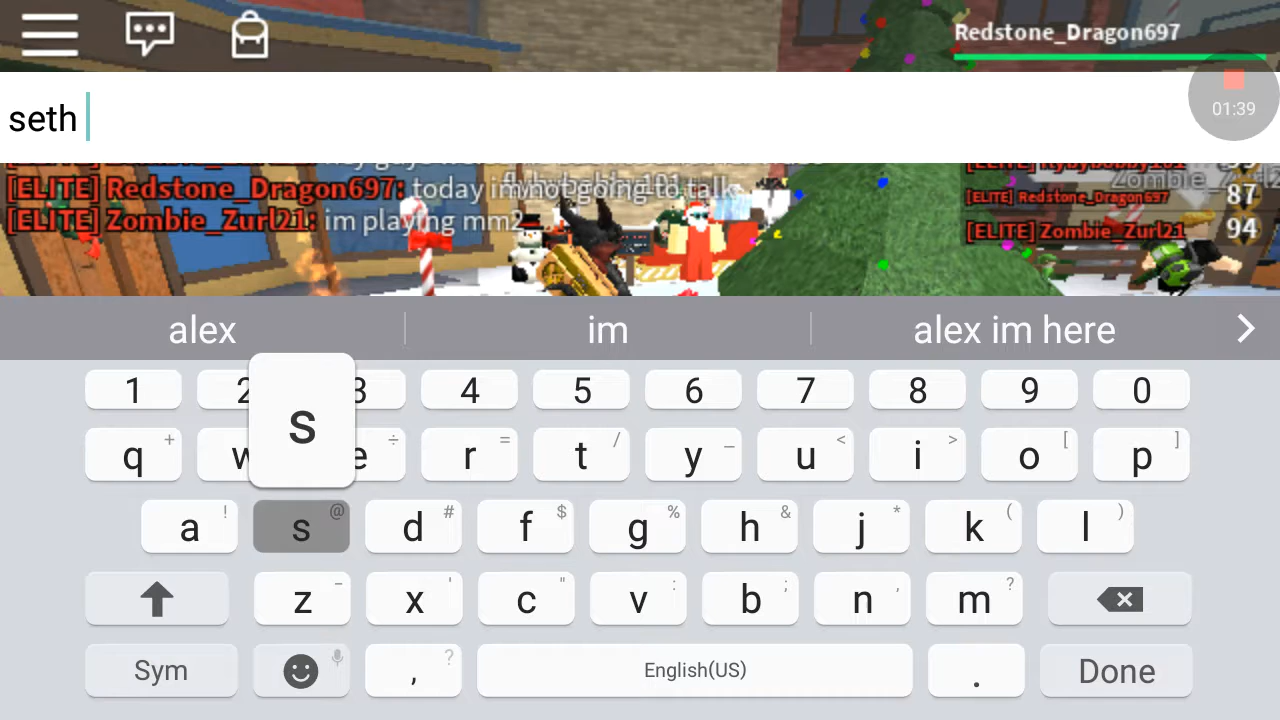 Redstone_Dragon697
01:39
seth
[ELITE] Redstone_Dragon697: today im not going to talk
[ELITE] Zombie_Zurl21: im playing mm2
Zombie_Zurl2
[ELITE] Redstone_Dragon697 87
[ELITE] Zombie_Zurl21 94
alex im alex im here
s
1 2 3 4 5 6 7 8 9 0
q + w e ÷ r = t / y _ u < i > o [ p ]
a ! s @ d # f $ g % h & j * k ( l )
z - x ' c " v : b ; n , m ?
Sym , ? English(US) . Done